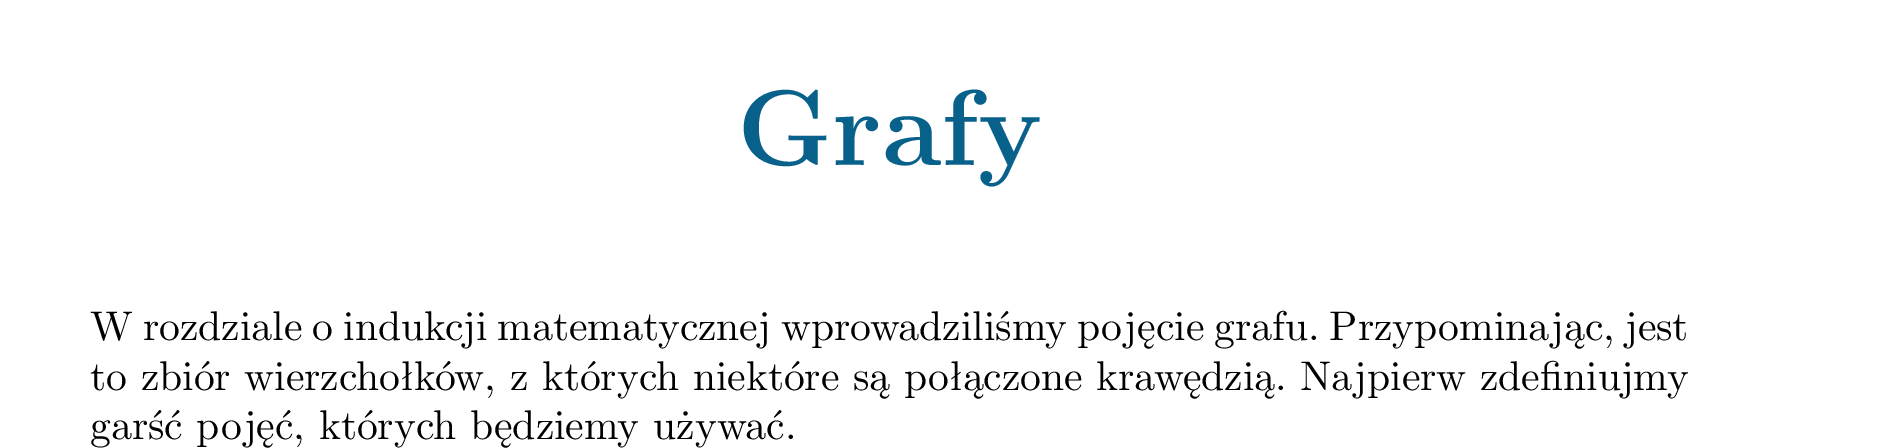 Grafy
W rozdziale o indukcji matematycznej wprowadziliśmy pojęcie grafu. Przypominając, jest
to zbiór wierzchołków, z których niektóre są połączone krawędzią. Najpierw zdefiniujmy
garść pojęć, których będziemy używać.